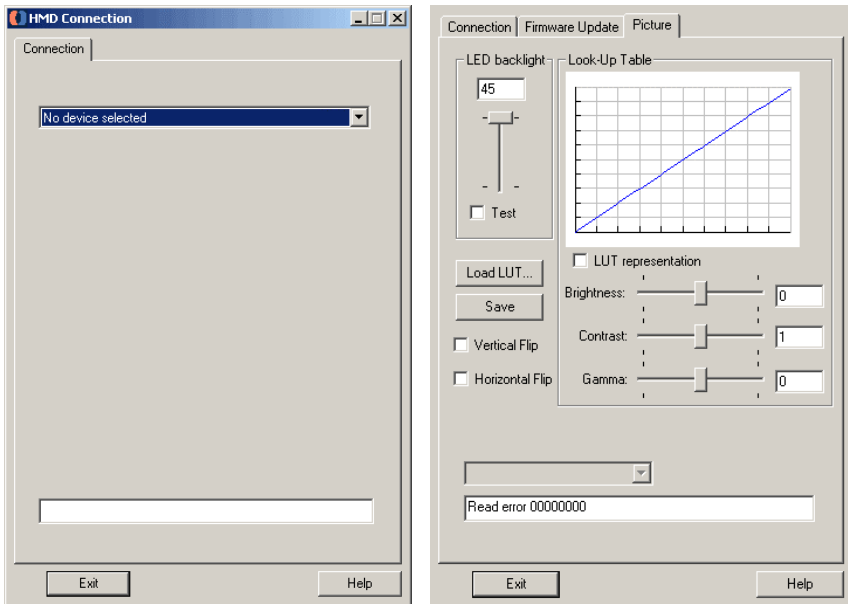 HMD Connection
Connection
No device selected
Exit
Help
Connection
Firmware Update
Picture
LED backlight
45
Test
Look-Up Table
LUT representation
Load LUT...
Save
Vertical Flip
Horizontal Flip
Brightness:
0
Contrast:
1
Gamma:
0
Read error 00000000
Exit
Help